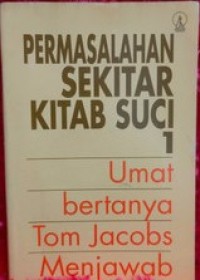 PERMASALAHAN
SEKITAR
KITAB SUCI
1
Umat
bertanya
Tom Jacobs
Menjawab